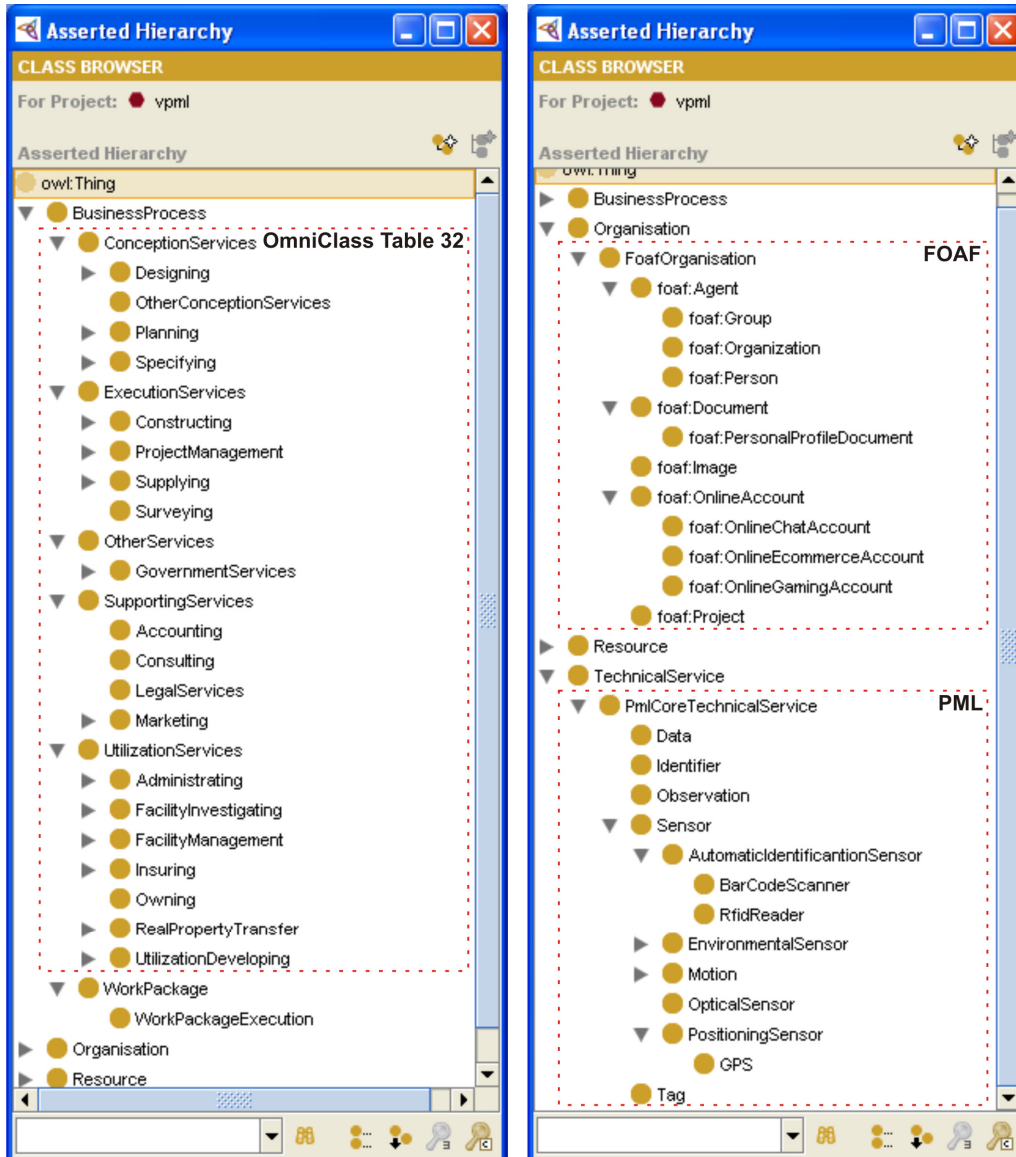 Asserted Hierarchy
CLASS BROWSER
For Project: vpml
Asserted Hierarchy
owl:Thing
BusinessProcess
ConceptionServices OmniClass Table 32
Designing
OtherConceptionServices
Planning
Specifying
ExecutionServices
Constructing
ProjectManagement
Supplying
Surveying
OtherServices
GovernmentServices
SupportingServices
Accounting
Consulting
LegalServices
Marketing
UtilizationServices
Administrating
FacilityInvestigating
FacilityManagement
Insuring
Owning
RealPropertyTransfer
UtilizationDeveloping
WorkPackage
WorkPackageExecution
Organisation
Resource
Asserted Hierarchy
CLASS BROWSER
For Project: vpml
Asserted Hierarchy
owl:Thing
BusinessProcess
Organisation
FoafOrganisation FOAF
foaf:Agent
foaf:Group
foaf:Organization
foaf:Person
foaf:Document
foaf:PersonalProfileDocument
foaf:Image
foaf:OnlineAccount
foaf:OnlineChatAccount
foaf:OnlineEcommerceAccount
foaf:OnlineGamingAccount
foaf:Project
Resource
TechnicalService
PmlCoreTechnicalService PML
Data
Identifier
Observation
Sensor
AutomaticIdentificantionSensor
BarCodeScanner
RfidReader
EnvironmentalSensor
Motion
OpticalSensor
PositioningSensor
GPS
Tag